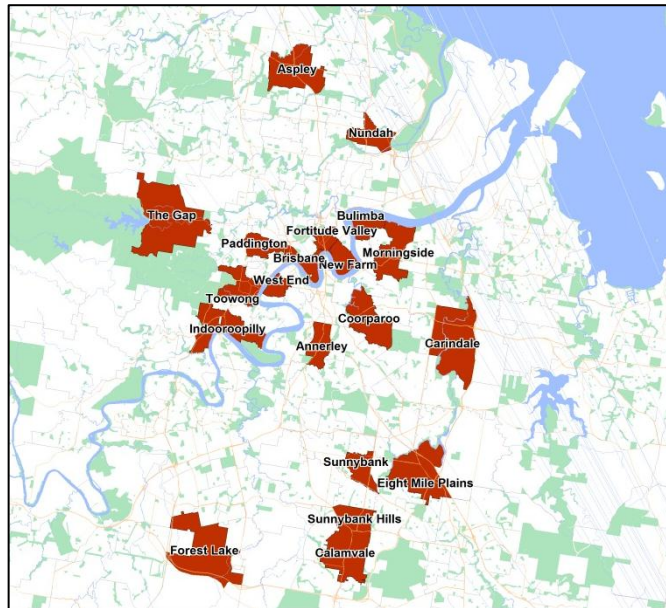 Aspley
Nundah
The Gap
Bulimba
Fortitude Valley
Paddington
Morningside
Brisbane
New Farm
West End
Toowong
Coorparoo
Indooroopilly
Annerley
Carindale
Sunnybank
Eight Mile Plains
Sunnybank Hills
Forest Lake
Calamvale